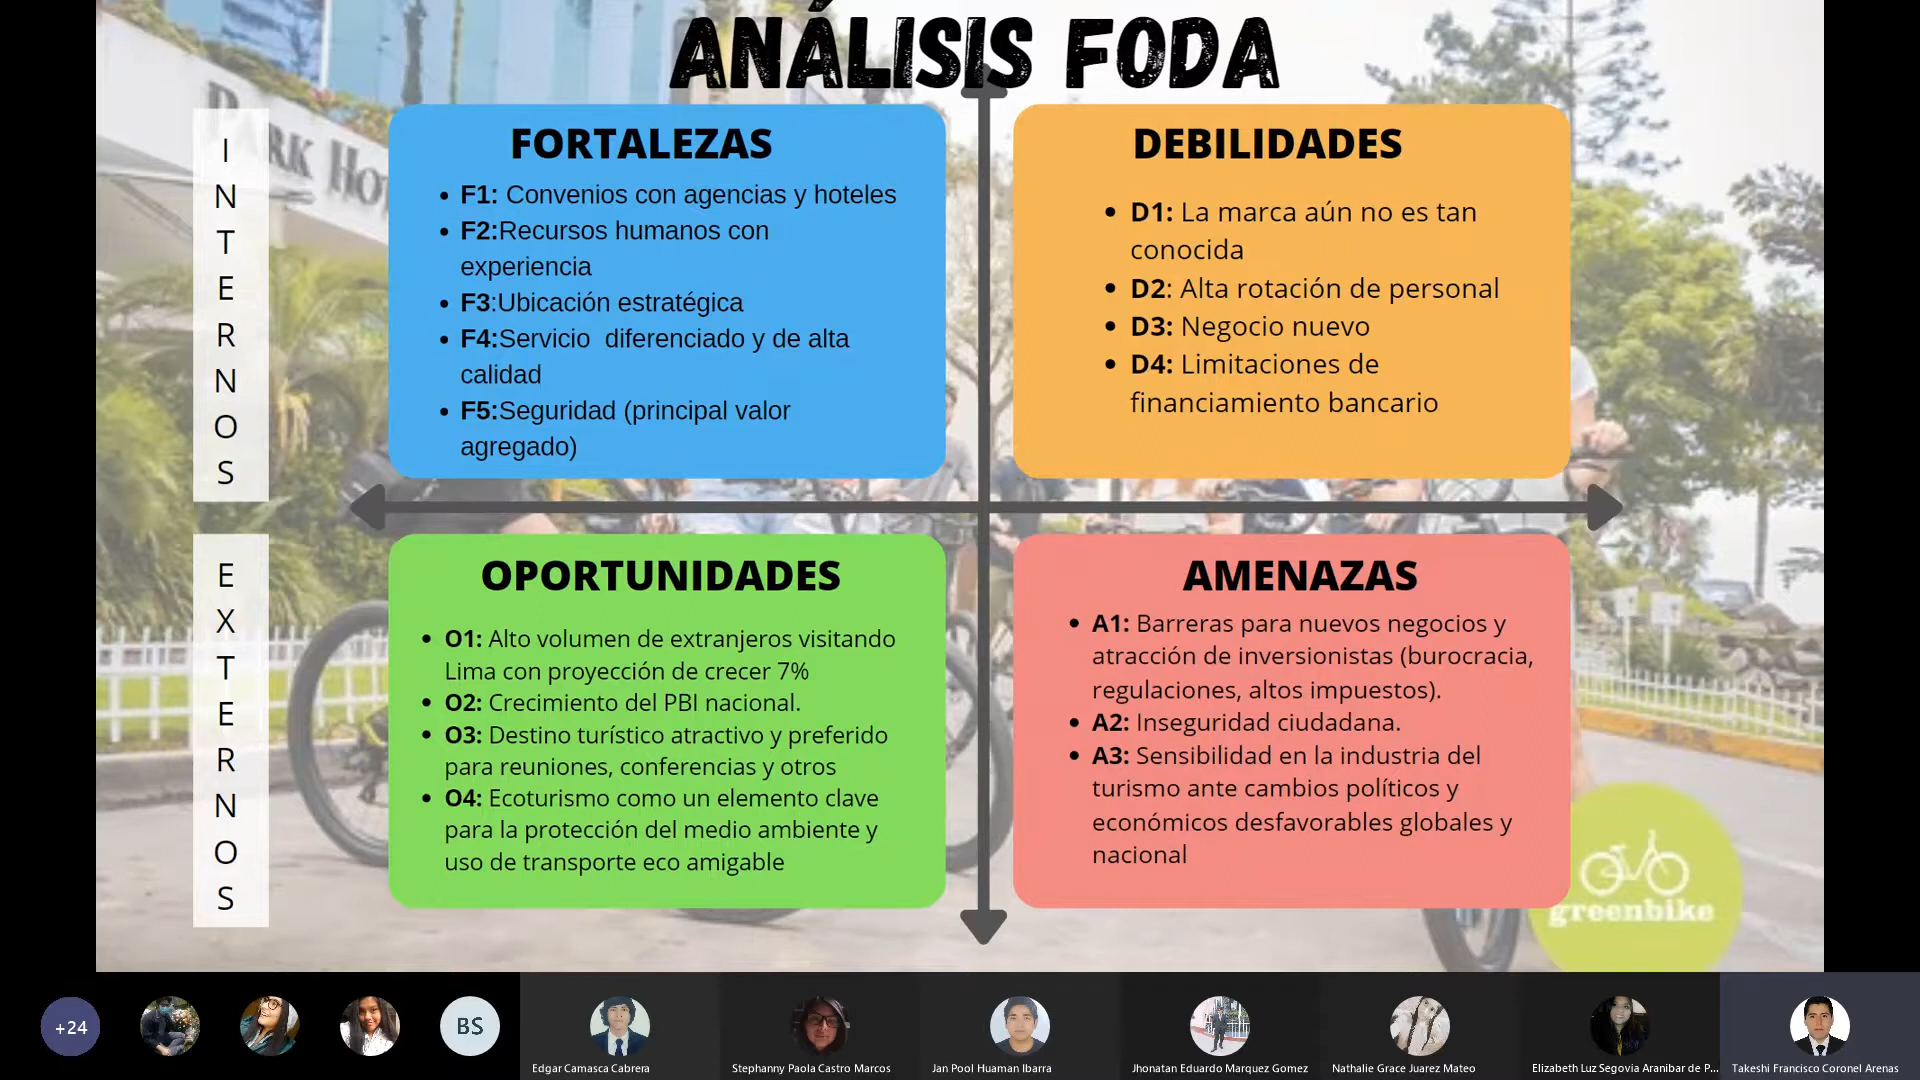 ANÁLISIS FODA
PARK HOT
INTERNOS
FORTALEZAS
F1: Convenios con agencias y hoteles
F2:Recursos humanos con
experiencia
F3:Ubicación estratégica
F4:Servicio  diferenciado y de alta
calidad
F5:Seguridad (principal valor
agregado)
DEBILIDADES
D1: La marca aún no es tan
conocida
D2: Alta rotación de personal
D3: Negocio nuevo
D4: Limitaciones de
financiamiento bancario
EXTERNOS
OPORTUNIDADES
O1: Alto volumen de extranjeros visitando
Lima con proyección de crecer 7%
O2: Crecimiento del PBI nacional.
O3: Destino turístico atractivo y preferido
para reuniones, conferencias y otros
O4: Ecoturismo como un elemento clave
para la protección del medio ambiente y
uso de transporte eco amigable
AMENAZAS
A1: Barreras para nuevos negocios y
atracción de inversionistas (burocracia,
regulaciones, altos impuestos).
A2: Inseguridad ciudadana.
A3: Sensibilidad en la industria del
turismo ante cambios políticos y
económicos desfavorables globales y
nacional
greenbike
+24
BS
Edgar Camasca Cabrera
Stephanny Paola Castro Marcos
Jan Pool Huaman Ibarra
Jhonatan Eduardo Marquez Gomez
Nathalie Grace Juarez Mateo
Elizabeth Luz Segovia Aranibar de P...
Takeshi Francisco Coronel Arenas